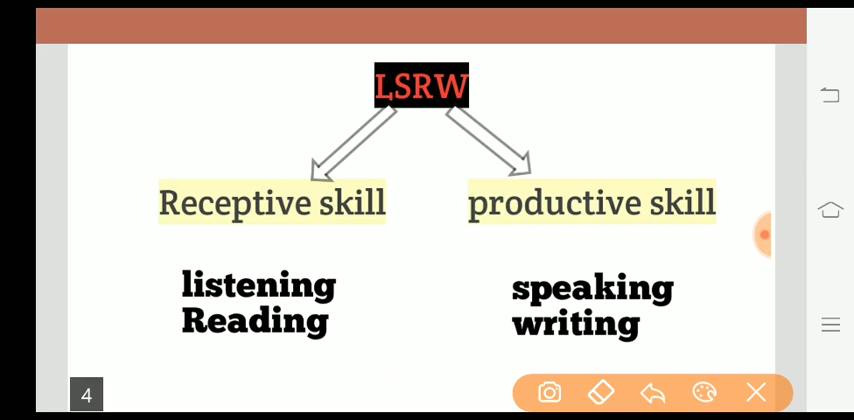 LSRW
Receptive skill
productive skill
listening
Reading
speaking
writing
4